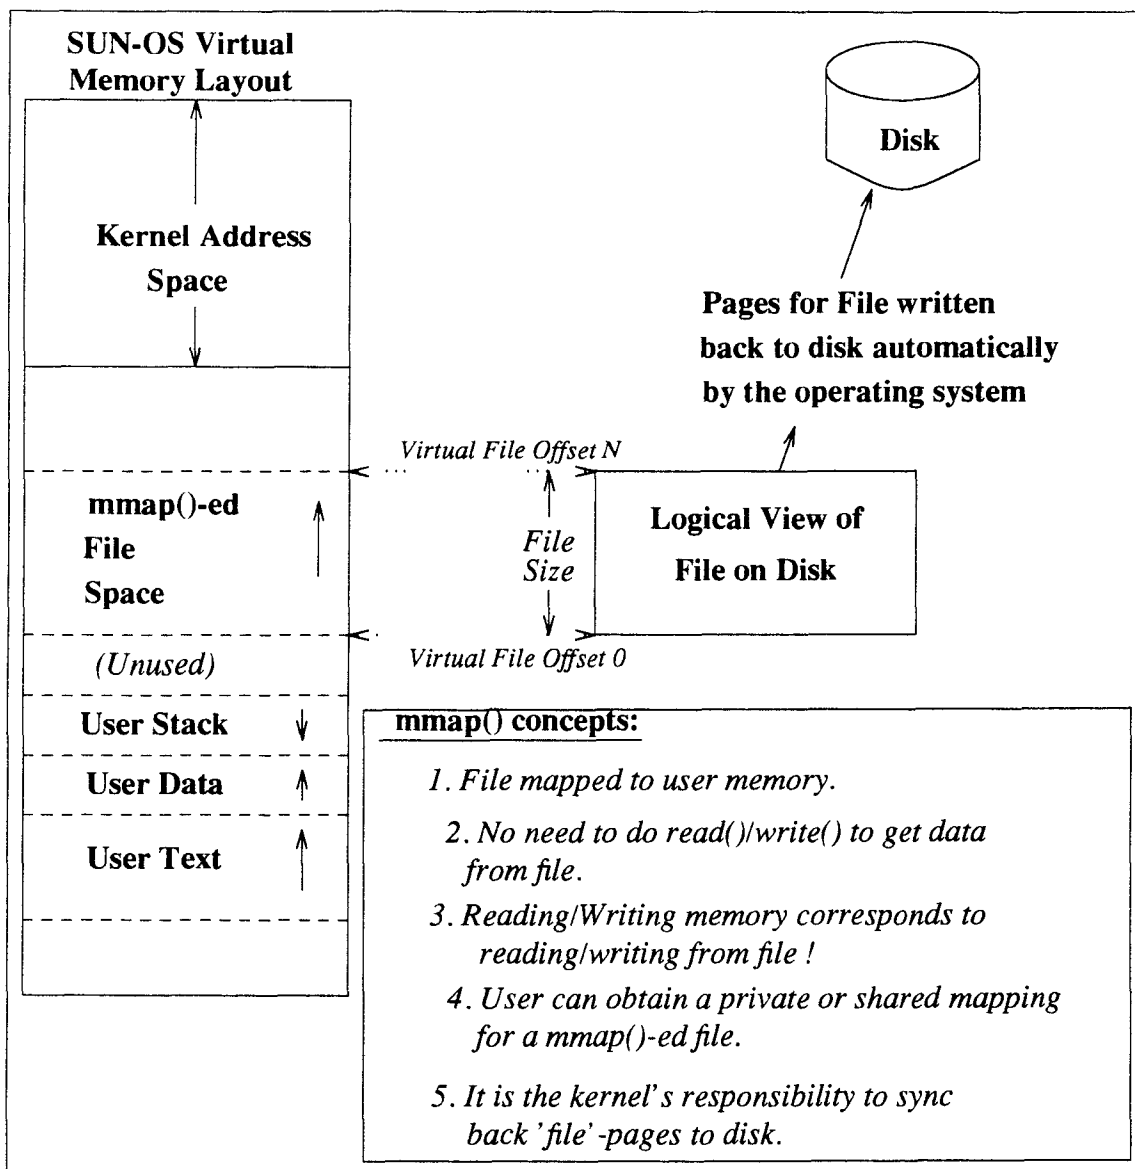 SUN-OS Virtual
Memory Layout
Disk
Kernel Address
Space
Pages for File written
back to disk automatically
by the operating system
Virtual File Offset N
mmap()-ed
File
Space
File
Size
Logical View of
File on Disk
Virtual File Offset 0
(Unused)
User Stack
User Data
User Text
mmap() concepts:
1. File mapped to user memory.
2. No need to do read()/write() to get data
from file.
3. Reading/Writing memory corresponds to
reading/writing from file !
4. User can obtain a private or shared mapping
for a mmap()-ed file.
5. It is the kernel's responsibility to sync
back 'file'-pages to disk.